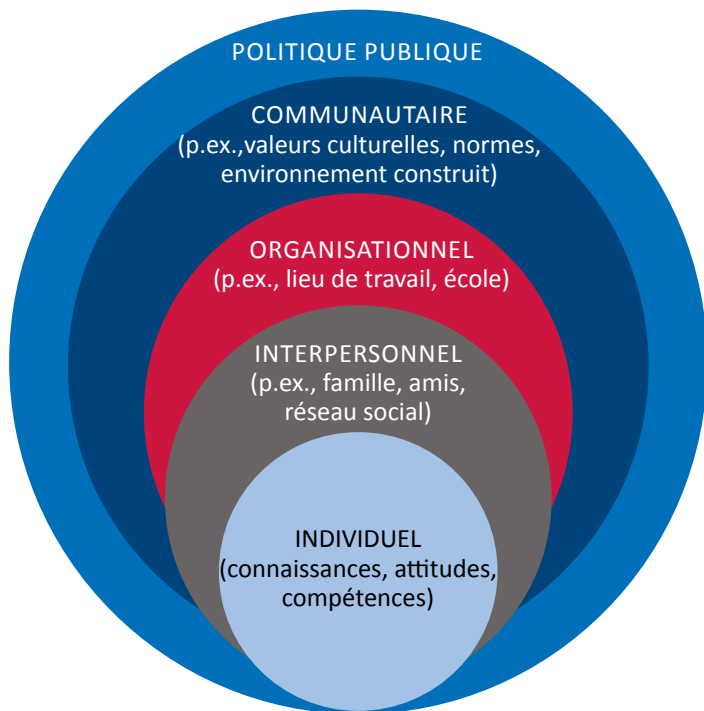 POLITIQUE PUBLIQUE
COMMUNAUTAIRE
(p.ex.,valeurs culturelles, normes,
environnement construit)
ORGANISATIONNEL
(p.ex., lieu de travail, école)
INTERPERSONNEL
(p.ex., famille, amis,
réseau social)
INDIVIDUEL
(connaissances, attitudes,
compétences)